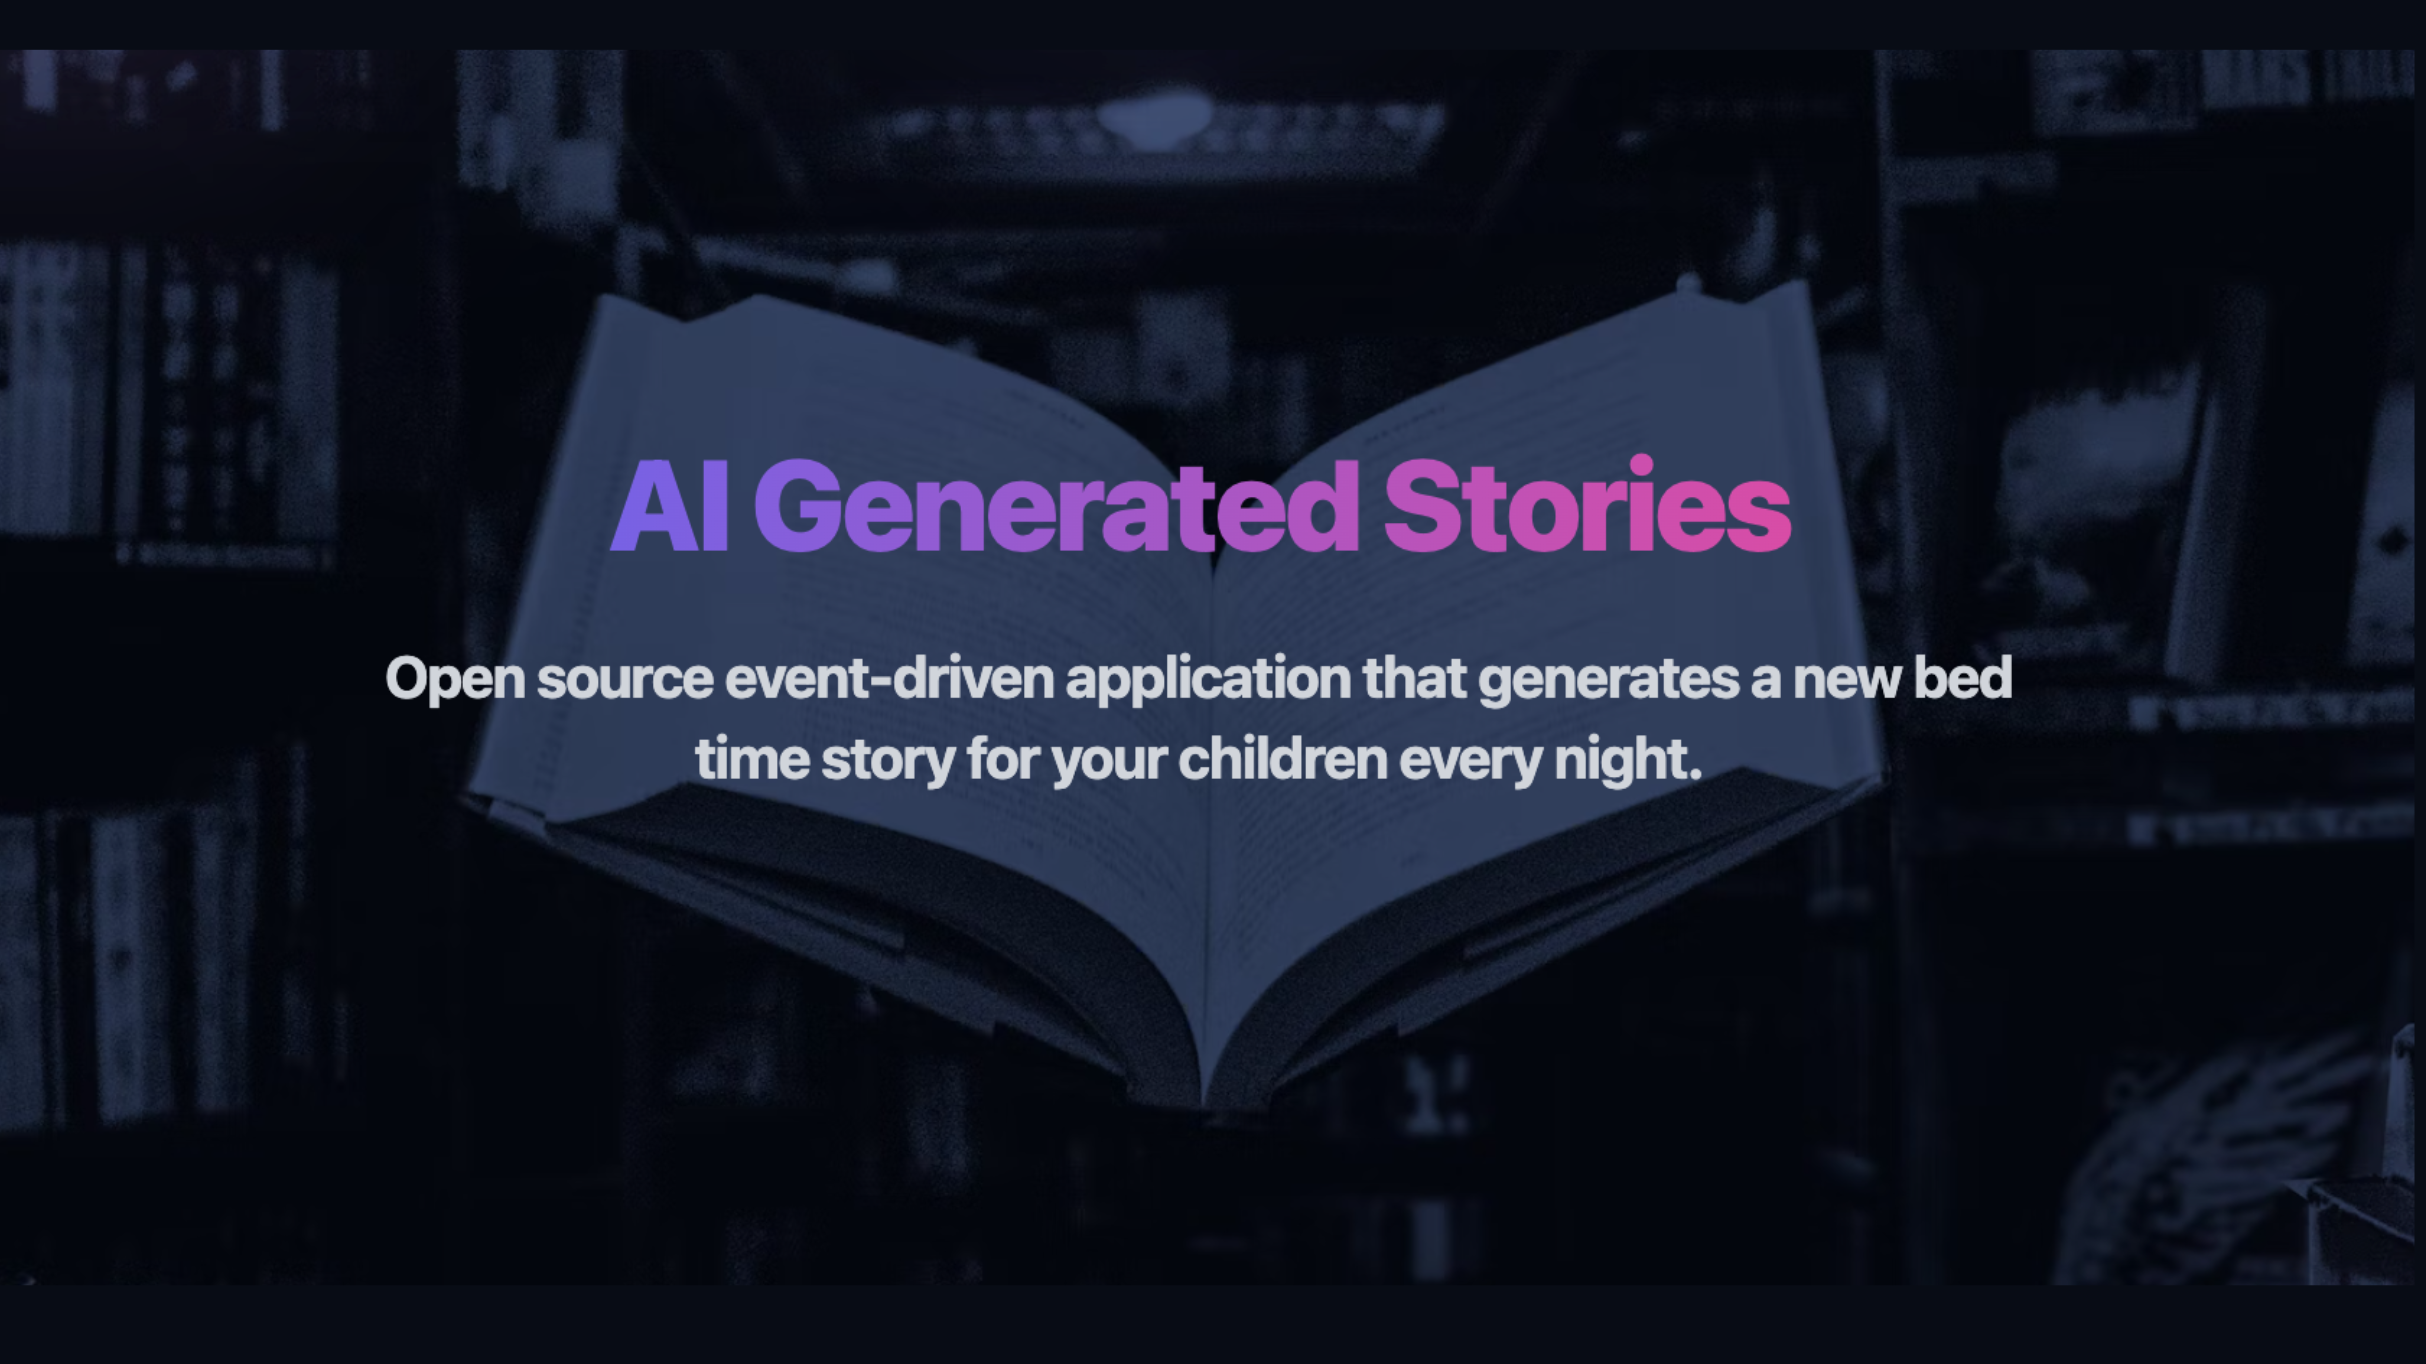 AI Generated Stories
Open source event-driven application that generates a new bed
time story for your children every night.